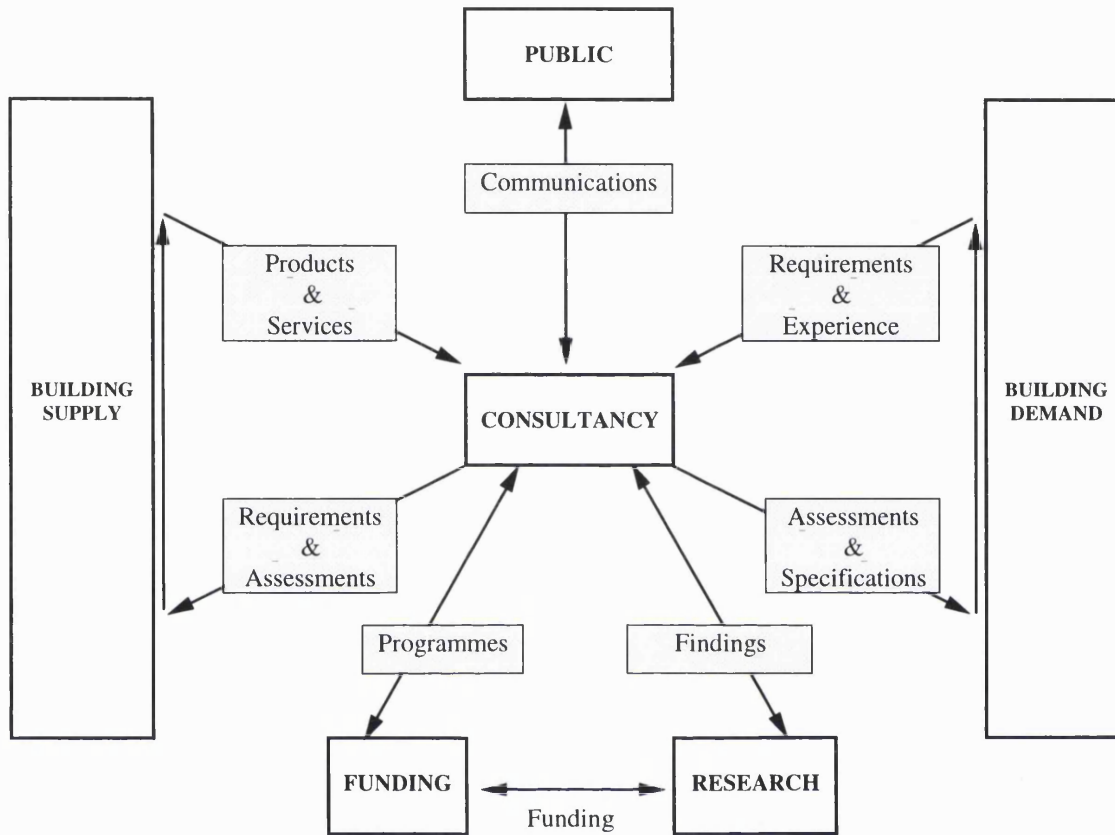 PUBLIC
Communications
Products
&
Services
Requirements
&
Experience
BUILDING
SUPPLY
CONSULTANCY
BUILDING
DEMAND
Requirements
&
Assessments
Assessments
&
Specifications
Programmes
Findings
FUNDING
RESEARCH
Funding